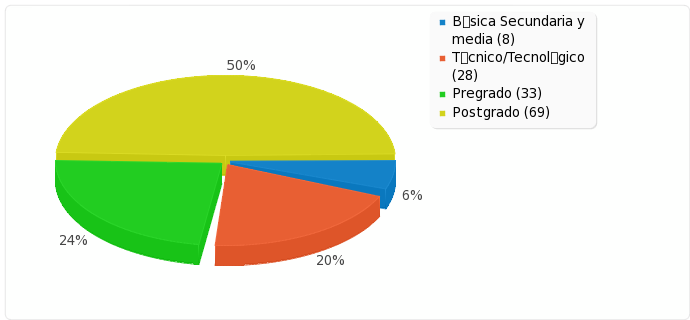 50%
B▯sica Secundaria y
media (8)
T▯cnico/Tecnol▯gico
(28)
Pregrado (33)
Postgrado (69)
6%
24%
20%